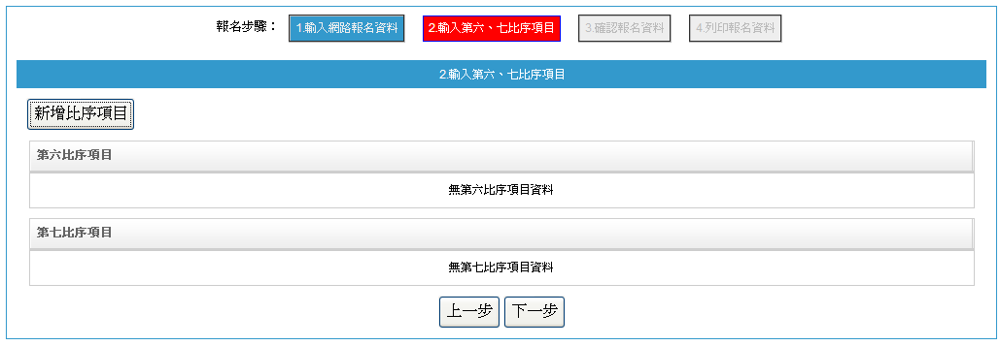 報名步驟： 1.輸入網路報名資料 2.輸入第六、七比序項目 3.確認報名資料 4.列印報名資料
2.輸入第六、七比序項目
新增比序項目
第六比序項目
無第六比序項目資料
第七比序項目
無第七比序項目資料
上一步 下一步